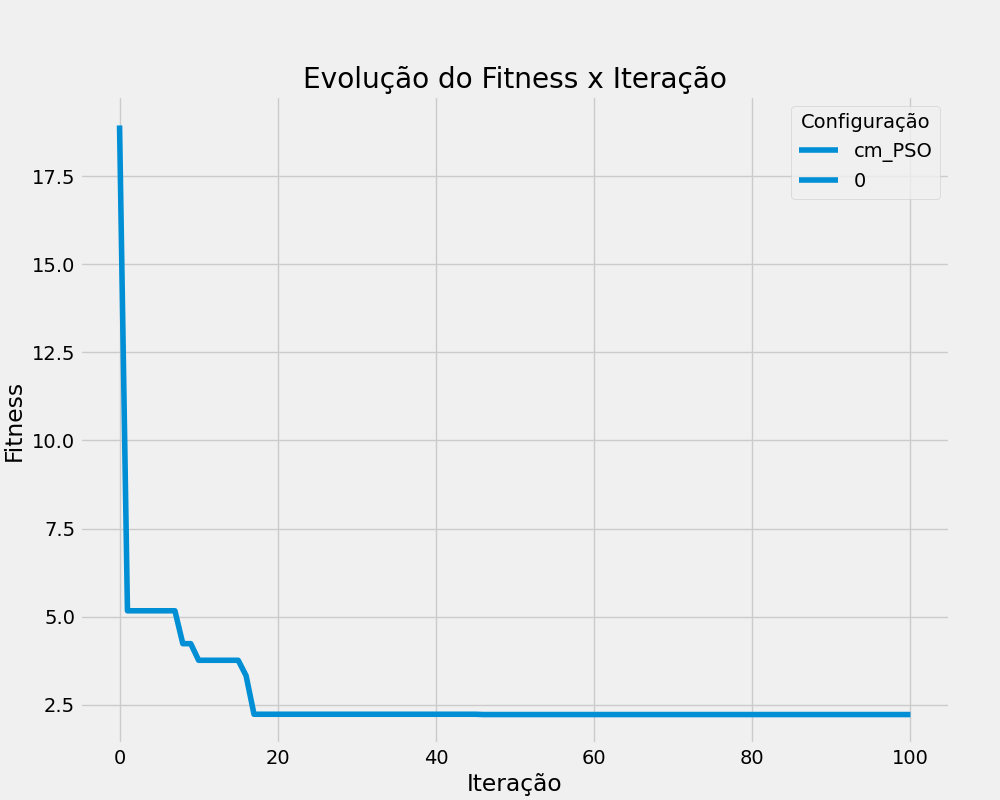 Evolução do Fitness x Iteração
Configuração
cm_PSO
0
Fitness
17.5
15.0
12.5
10.0
7.5
5.0
2.5
0 20 40 60 80 100
Iteração